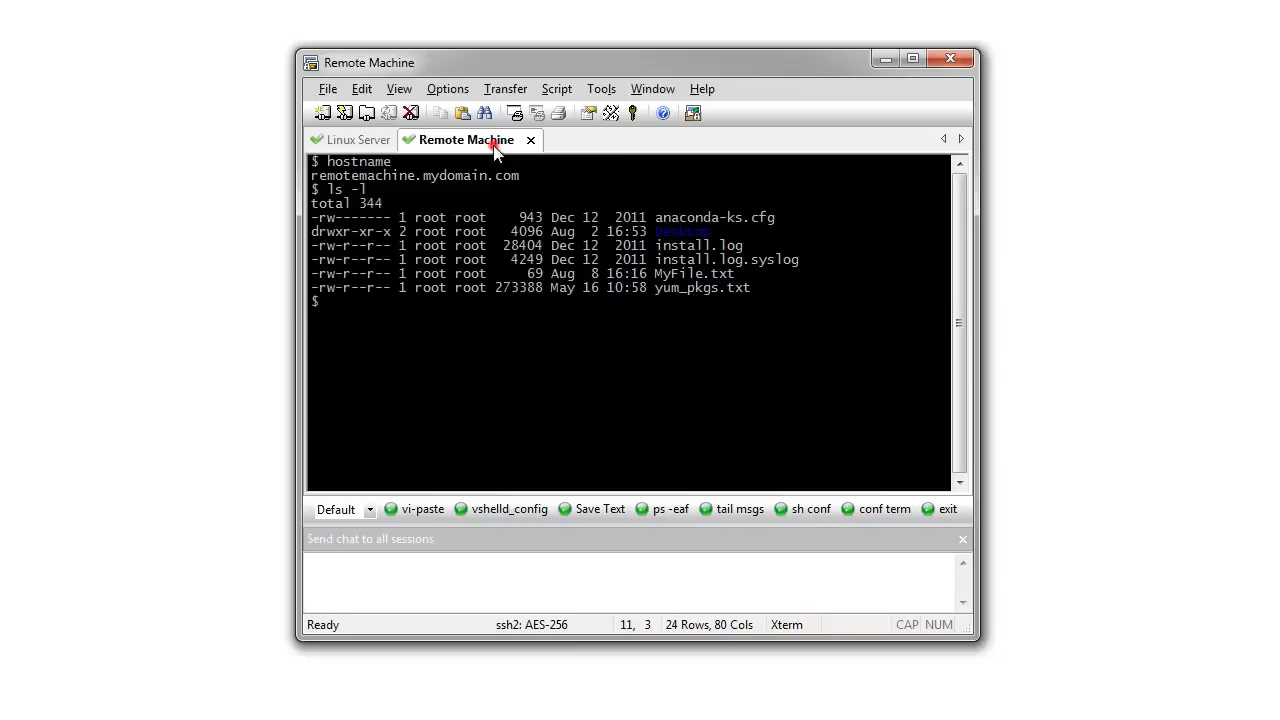 Remote Machine
File Edit View Options Transfer Script Tools Window Help
Linux Server Remote Machine
$ hostname
remotemachine.mydomain.com
$ ls -l
total 344
-rw------- 1 root root    943 Dec 12  2011 anaconda-ks.cfg
drwxr-xr-x 2 root root   4096 Aug  2 16:53 Desktop
-rw-r--r-- 1 root root  28404 Dec 12  2011 install.log
-rw-r--r-- 1 root root   4249 Dec 12  2011 install.log.syslog
-rw-r--r-- 1 root root     69 Aug  8 16:16 MyFile.txt
-rw-r--r-- 1 root root 273388 May 16 10:58 yum_pkgs.txt
$
Default vi-paste vshelld_config Save Text ps -eaf tail msgs sh conf conf term exit
Send chat to all sessions
Ready ssh2: AES-256 11, 3 24 Rows, 80 Cols Xterm CAP NUM